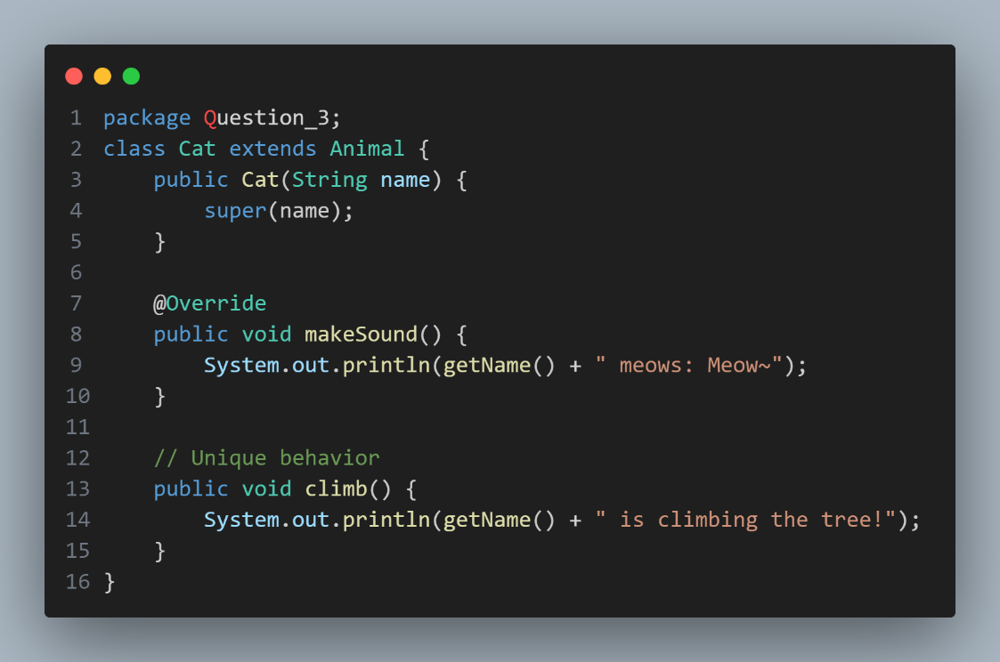 1 package Question_3;
2 class Cat extends Animal {
3     public Cat(String name) {
4         super(name);
5     }
6
7     @Override
8     public void makeSound() {
9         System.out.println(getName() + " meows: Meow~");
10     }
11
12     // Unique behavior
13     public void climb() {
14         System.out.println(getName() + " is climbing the tree!");
15     }
16 }